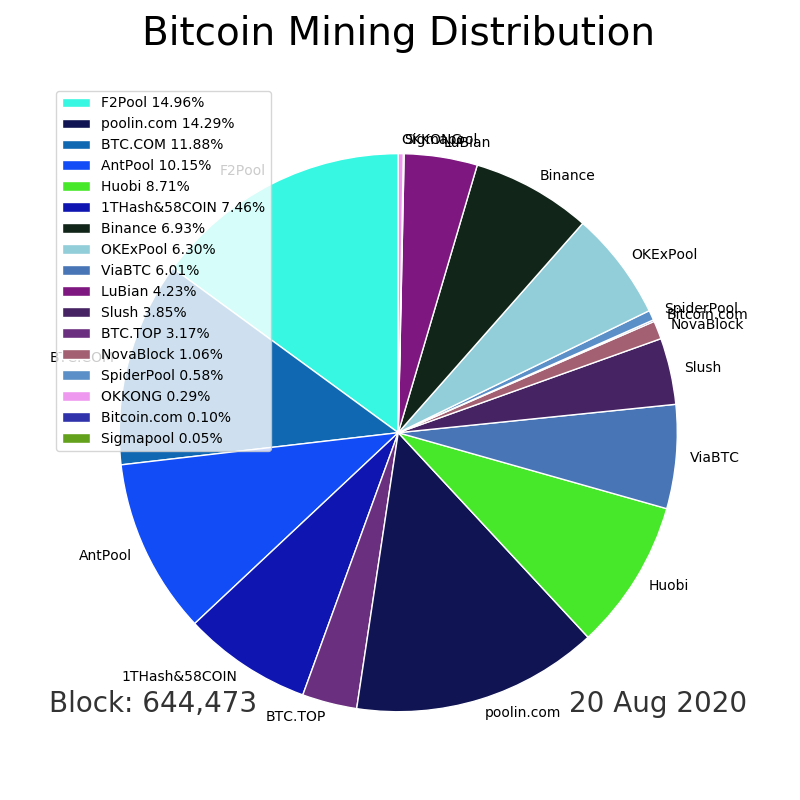 Bitcoin Mining Distribution
F2Pool 14.96%
poolin.com 14.29%
BTC.COM 11.88%
AntPool 10.15%
Huobi 8.71%
1THash&58COIN 7.46%
Binance 6.93%
OKExPool 6.30%
ViaBTC 6.01%
LuBian 4.23%
Slush 3.85%
BTC.TOP 3.17%
NovaBlock 1.06%
SpiderPool 0.58%
OKKONG 0.29%
Bitcoin.com 0.10%
Sigmapool 0.05%
OKKONG
Sigmapool
LuBian
Binance
OKExPool
SpiderPool
Bitcoin.com
NovaBlock
Slush
ViaBTC
Huobi
poolin.com
BTC.TOP
1THash&58COIN
AntPool
BTC.COM
F2Pool
Block: 644,473
20 Aug 2020